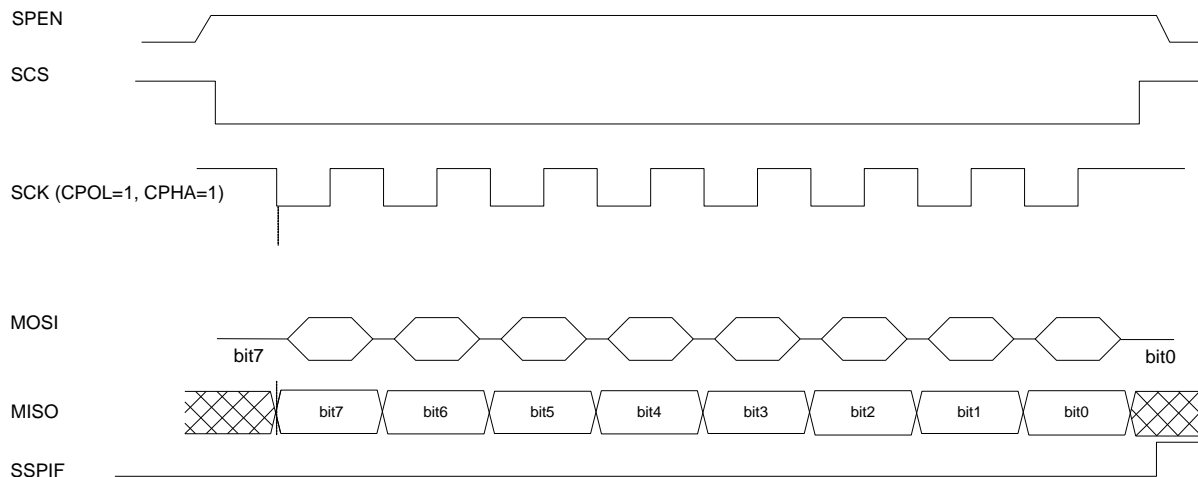 SPEN
SCS
SCK (CPOL=1, CPHA=1)
MOSI
bit7 bit0
MISO bit7 bit6 bit5 bit4 bit3 bit2 bit1 bit0
SSPIF